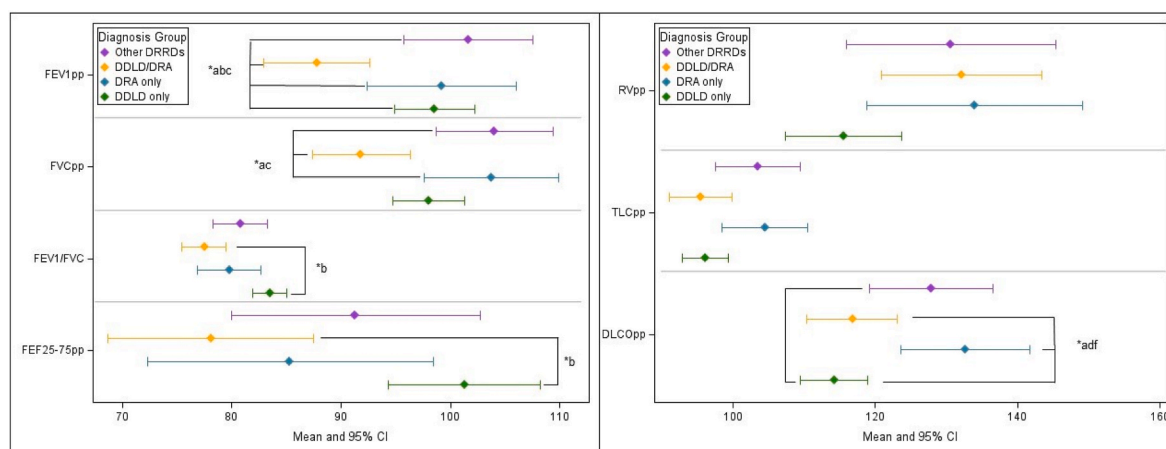 Diagnosis Group
Other DRRDs
DDLD/DRA
DRA only
DDLD only
FEV1pp
*abc
FVCpp
*ac
FEV1/FVC
*b
FEF25-75pp
*b
70 80 90 100 110
Mean and 95% CI
Diagnosis Group
Other DRRDs
DDLD/DRA
DRA only
DDLD only
RVpp
TLCpp
DLCOpp
*adf
100 120 140 160
Mean and 95% CI